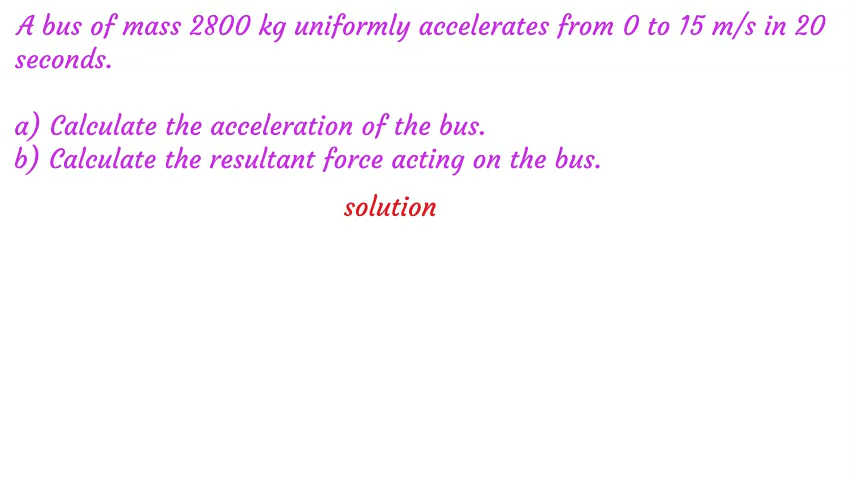 A bus of mass 2800 kg uniformly accelerates from 0 to 15 m/s in 20
seconds.
a) Calculate the acceleration of the bus.
b) Calculate the resultant force acting on the bus.
solution